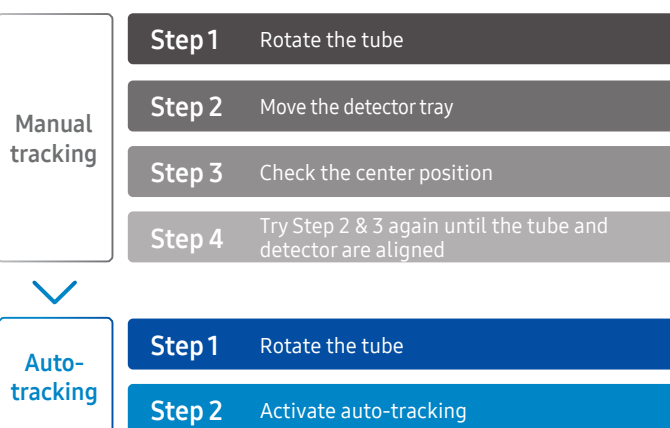 Manual
tracking
Step 1 Rotate the tube
Step 2 Move the detector tray
Step 3 Check the center position
Step 4 Try Step 2 & 3 again until the tube and
detector are aligned
Auto-
tracking
Step 1 Rotate the tube
Step 2 Activate auto-tracking